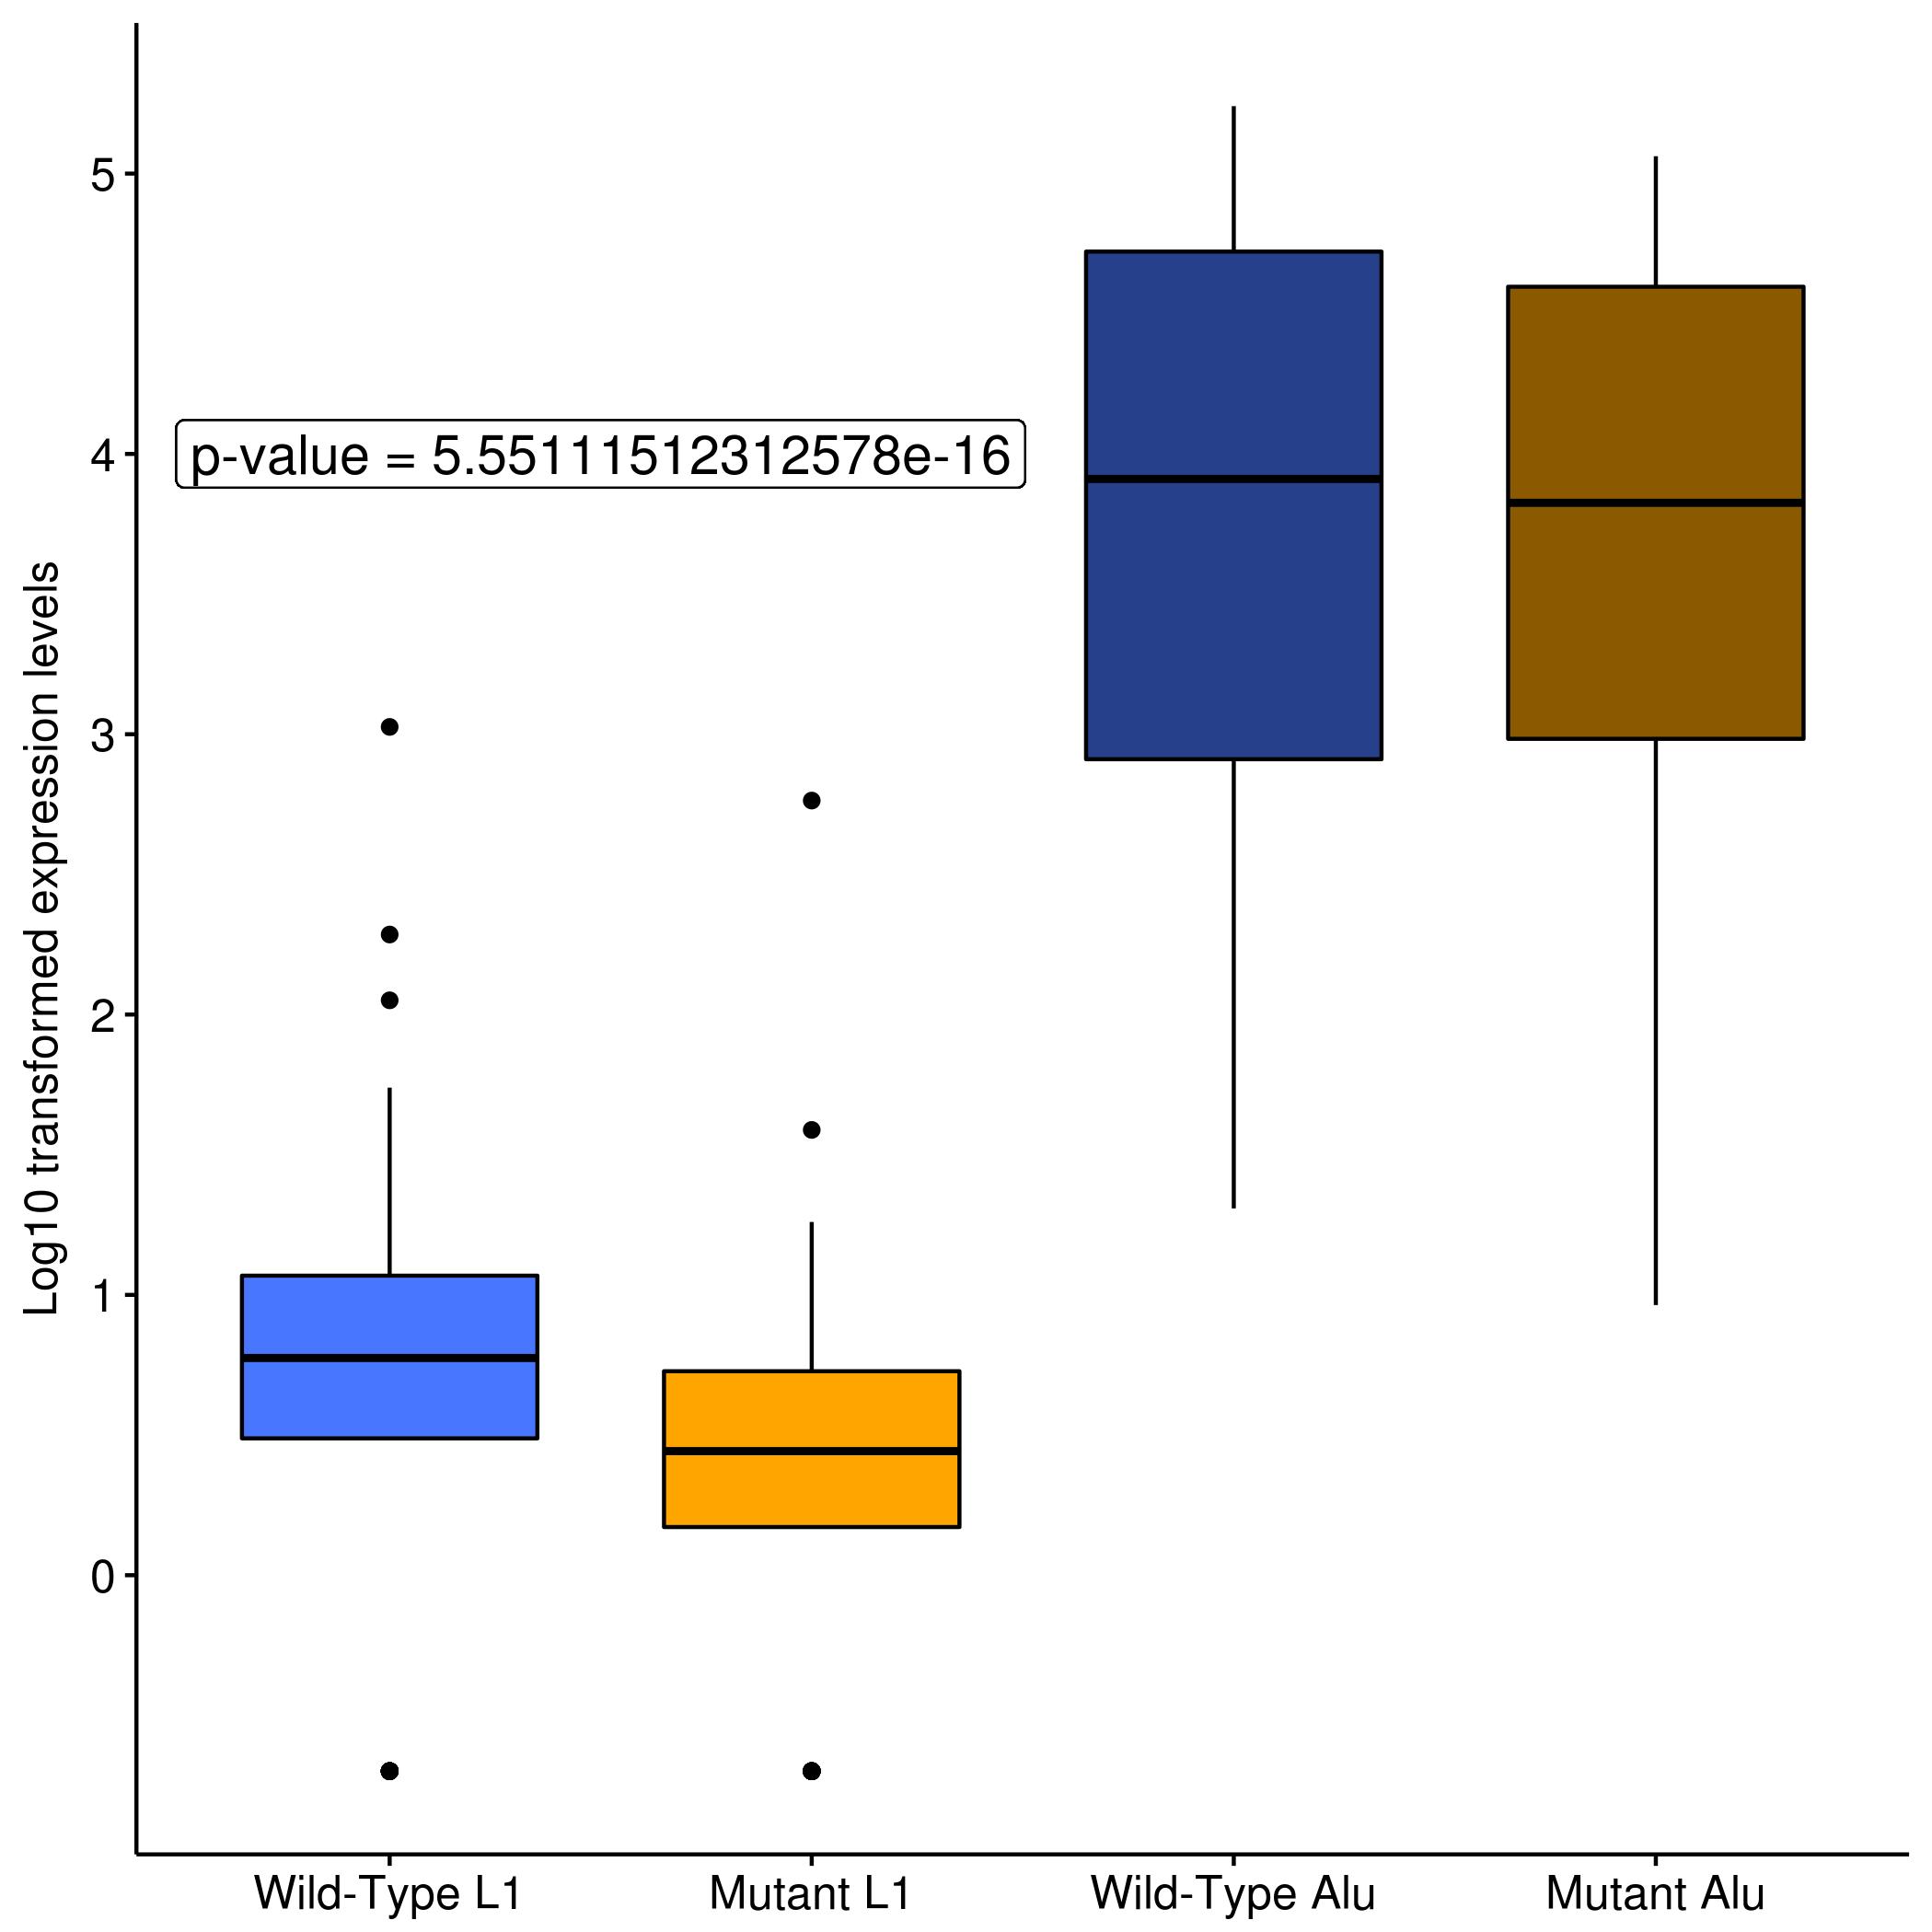 Log10 transformed expression levels
5
4
3
2
1
0
p-value = 5.55111512312578e-16
Wild-Type L1
Mutant L1
Wild-Type Alu
Mutant Alu